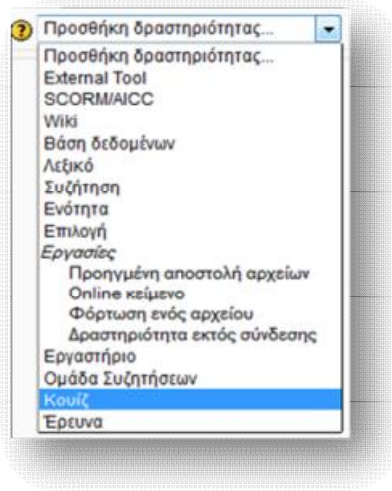 Προσθήκη δραστηριότητας...
Προσθήκη δραστηριότητας...
External Tool
SCORM/AICC
Wiki
Βάση δεδομένων
Λεξικό
Συζήτηση
Ενότητα
Επιλογή
Εργασίες
Προηγμένη αποστολή αρχείων
Online κείμενο
Φόρτωση ενός αρχείου
Δραστηριότητα εκτός σύνδεσης
Εργαστήριο
Ομάδα Συζητήσεων
Κουίζ
Έρευνα